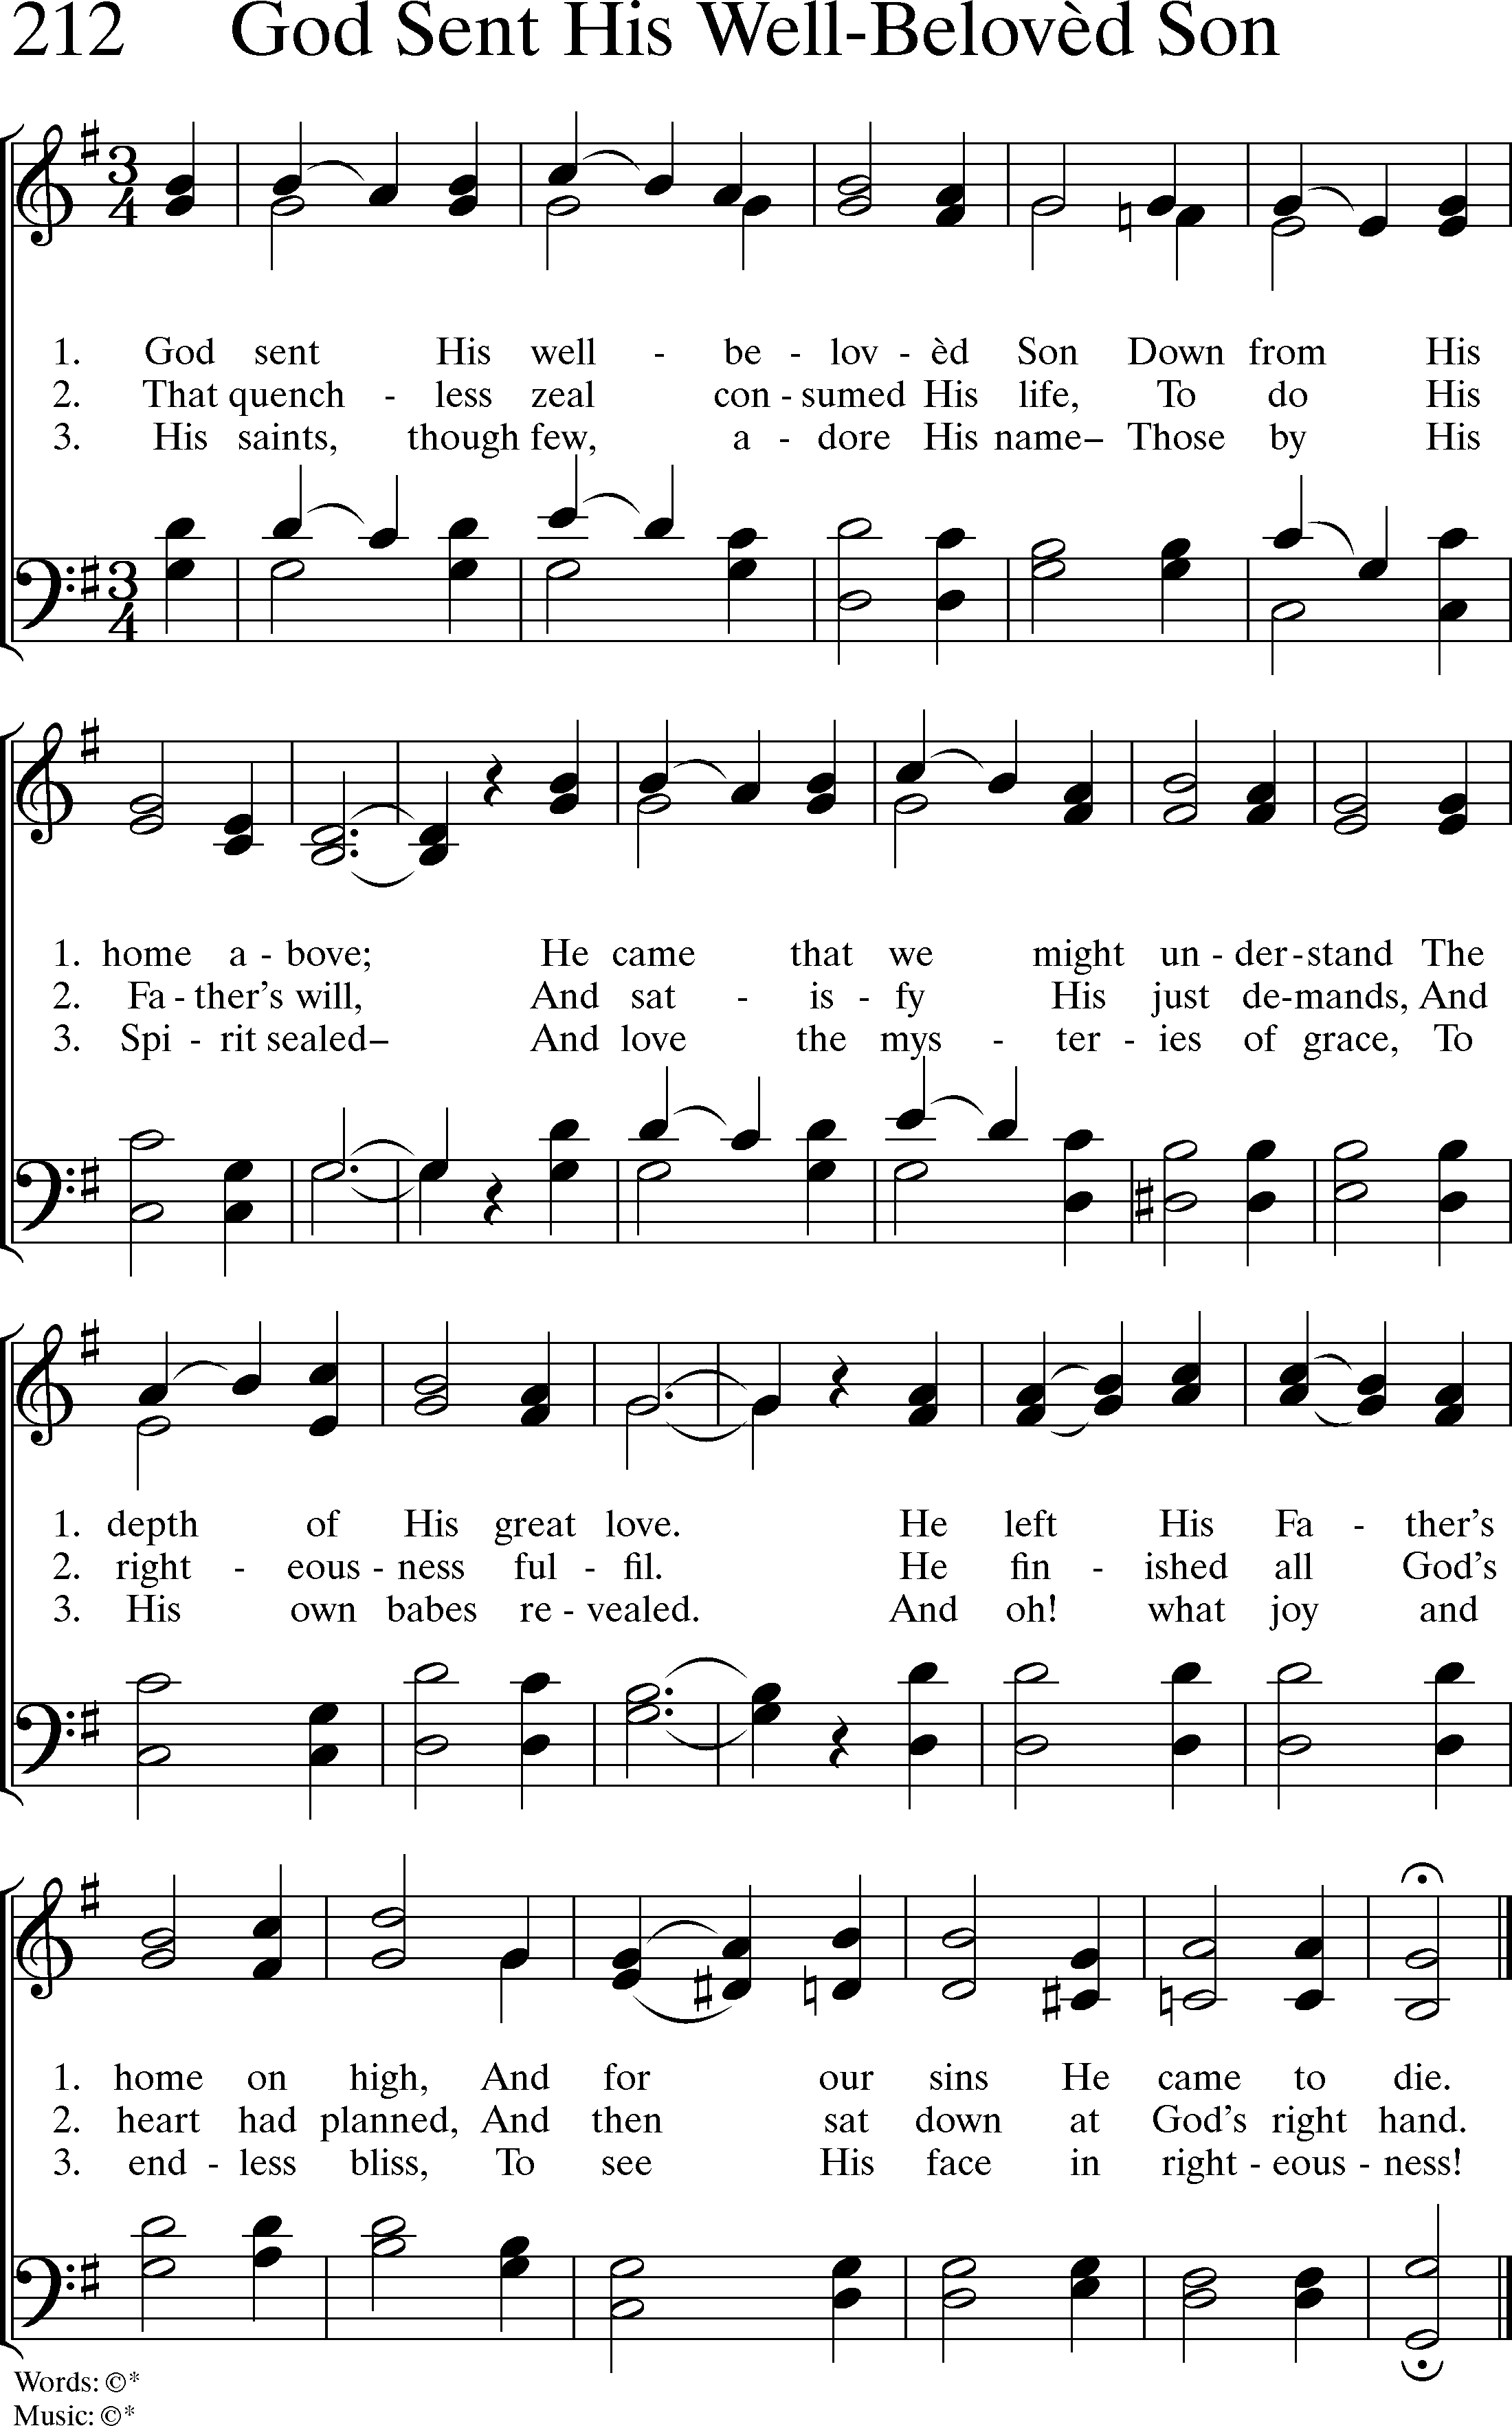 212 God Sent His Well-Belovèd Son
1. God sent His well - be - lov - èd Son Down from His
2. That quench - less zeal con - sumed His life, To do His
3. His saints, though few, a - dore His name– Those by His
1. home a - bove; He came that we might un - der - stand The
2. Fa - ther's will, And sat - is - fy His just de - mands, And
3. Spi - rit sealed– And love the mys - ter - ies of grace, To
1. depth of His great love. He left His Fa - ther's
2. right - eous - ness ful - fil. He fin - ished all God's
3. His own babes re - vealed. And oh! what joy and
1. home on high, And for our sins He came to die.
2. heart had planned, And then sat down at God's right hand.
3. end - less bliss, To see His face in right - eous - ness!
Words: ©*
Music: ©*